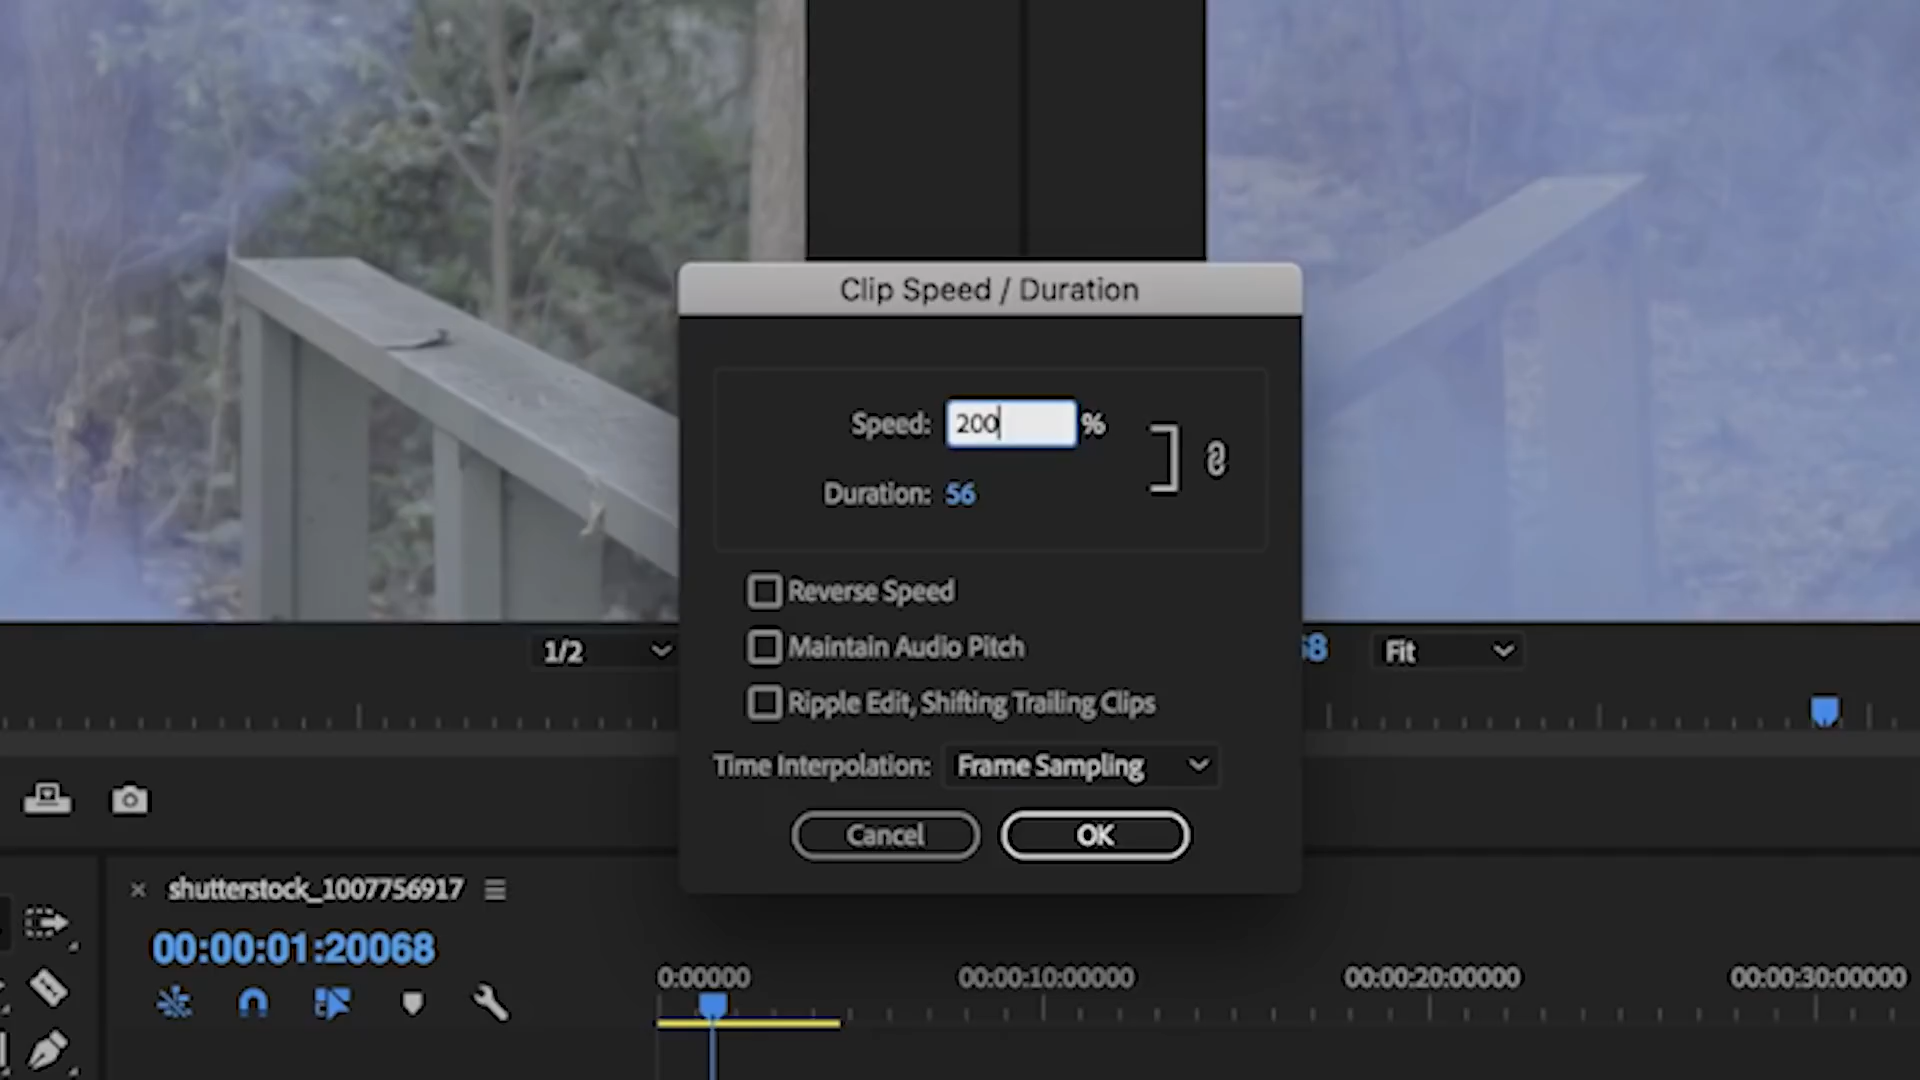 Clip Speed / Duration
Speed: 200 %
Duration: 56
Reverse Speed
Maintain Audio Pitch
Ripple Edit, Shifting Trailing Clips
Time Interpolation: Frame Sampling
Cancel OK
1/2
Fit
shutterstock_1007756917
00:00:01:20068
0:00000 00:00:10:00000 00:00:20:00000 00:00:30:00000